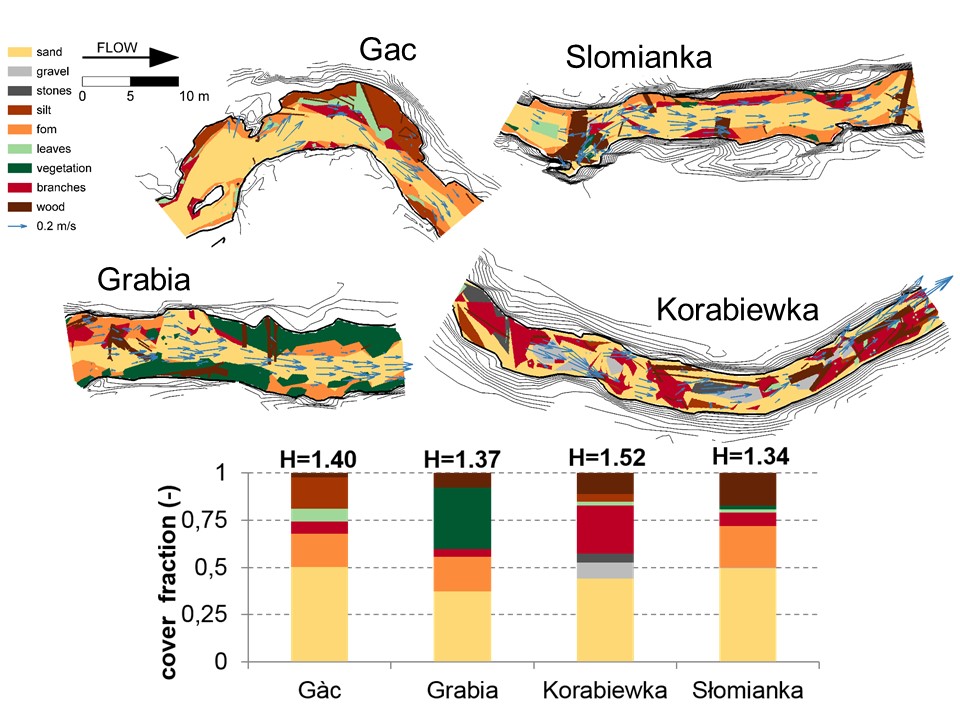 FLOW
0 5 10 m
sand
gravel
stones
silt
fom
leaves
vegetation
branches
wood
0.2 m/s
Gac
Slomianka
Grabia
Korabiewka
H=1.40 H=1.37 H=1.52 H=1.34
cover fraction (-)
1
0,75
0,5
0,25
0
Gàc Grabia Korabiewka Słomianka